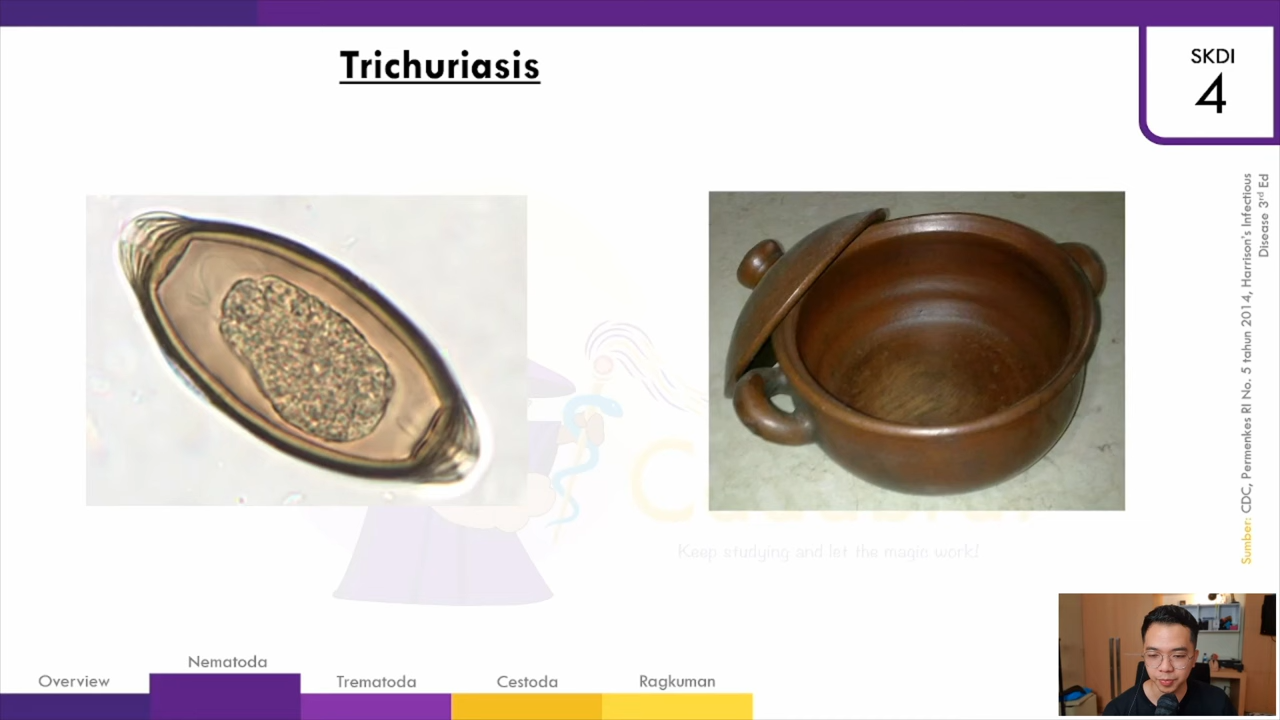 Trichuriasis
SKDI
4
Sumber: CDC, Permenkes RI No. 5 tahun 2014, Harrison's Infectious
Disease 3rd Ed
Keep studying and let the magic work!
Overview
Nematoda
Trematoda
Cestoda
Ragkuman